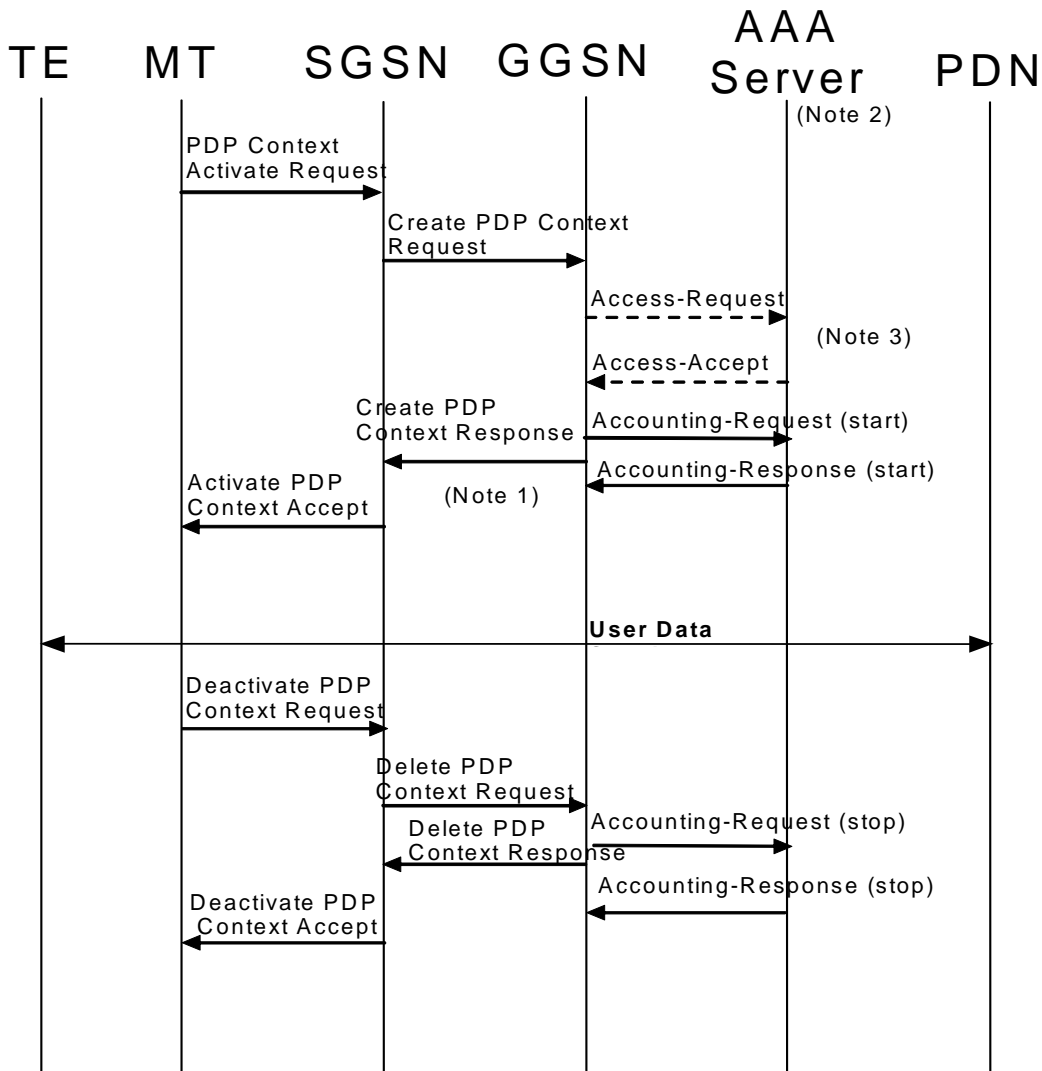 TE
MT
SGSN
GGSN
AAA
Server
PDN
(Note 2)
PDP Context
Activate Request
Create PDP Context
Request
Access-Request
(Note 3)
Access-Accept
Create PDP
Context Response
Accounting-Request (start)
Accounting-Response (start)
(Note 1)
Activate PDP
Context Accept
User Data
Deactivate PDP
Context Request
Delete PDP
Context Request
Accounting-Request (stop)
Delete PDP
Context Response
Accounting-Response (stop)
Deactivate PDP
Context Accept